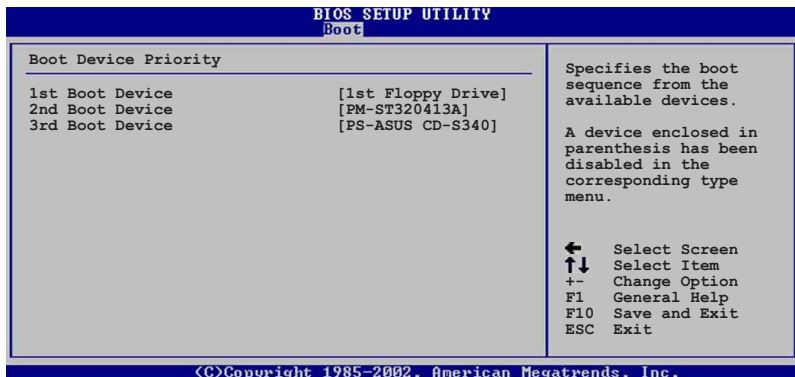 BIOS SETUP UTILITY
Boot
Boot Device Priority
1st Boot Device [1st Floppy Drive]
2nd Boot Device [PM-ST320413A]
3rd Boot Device [PS-ASUS CD-S340]
Specifies the boot
sequence from the
available devices.
A device enclosed in
parenthesis has been
disabled in the
corresponding type
menu.
← Select Screen
↑↓ Select Item
+- Change Option
F1 General Help
F10 Save and Exit
ESC Exit
(C)Copyright 1985-2002, American Megatrends, Inc.